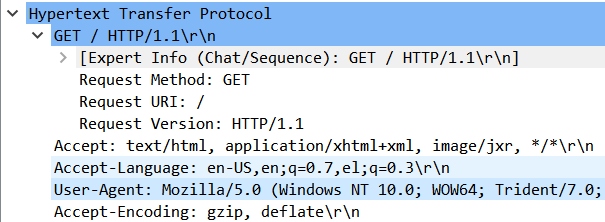 Hypertext Transfer Protocol
GET / HTTP/1.1\r\n
[Expert Info (Chat/Sequence): GET / HTTP/1.1\r\n]
Request Method: GET
Request URI: /
Request Version: HTTP/1.1
Accept: text/html, application/xhtml+xml, image/jxr, */*\r\n
Accept-Language: en-US,en;q=0.7,el;q=0.3\r\n
User-Agent: Mozilla/5.0 (Windows NT 10.0; WOW64; Trident/7.0;
Accept-Encoding: gzip, deflate\r\n